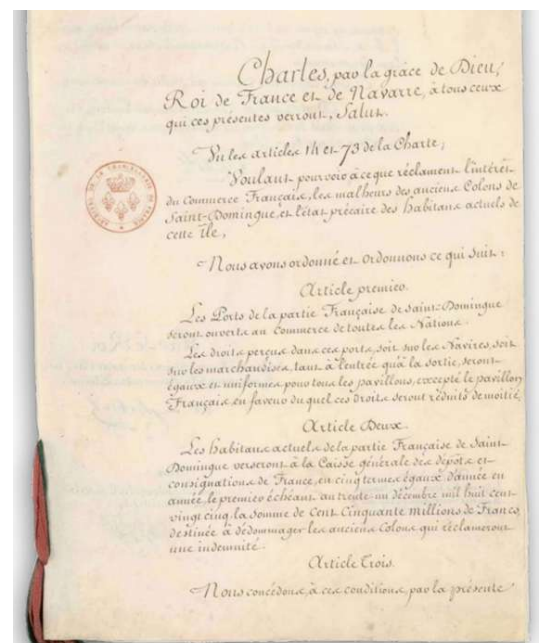 Charles, par la grâce de Dieu,
Roi de France et de Navarre, à tous ceux
qui ces présentes verront, Salut.
Vu les articles 14 et 73 de la Charte;
Voulant pourvoir à ce que réclament l'intérêt
du Commerce Français, les malheurs des anciens Colons de
Saint-Domingue, et l'état précaire des habitans actuels de
cette Île,
Nous avons ordonné et Ordonnons ce qui Suit:
Article premier.
Les Ports de la partie Française de Saint-Domingue
seront ouverts au Commerce de toutes les Nations.
Les droits perçus dans ces ports, soit sur les Navires, soit
sur les marchandises, tant à l'entrée qu'à la sortie, seront
égaux et uniformes pour tous les pavillons, excepté le pavillon
Français, en faveur du quel ces droits seront réduits de moitié.
Article Deux.
Les habitans actuels de la partie Française de Saint-
Domingue verseront à la Caisse générale des dépôts et
consignations de France, en cinq termes égaux d'année en
année, le premier échéant au trente-un décembre mil huit cent
vingt cinq, la somme de Cent Cinquante millions de Francs,
destinée à dédommager les anciens Colons qui réclameront
une indemnité.
Article Trois.
Nous concédons, à ces conditions, par la présente